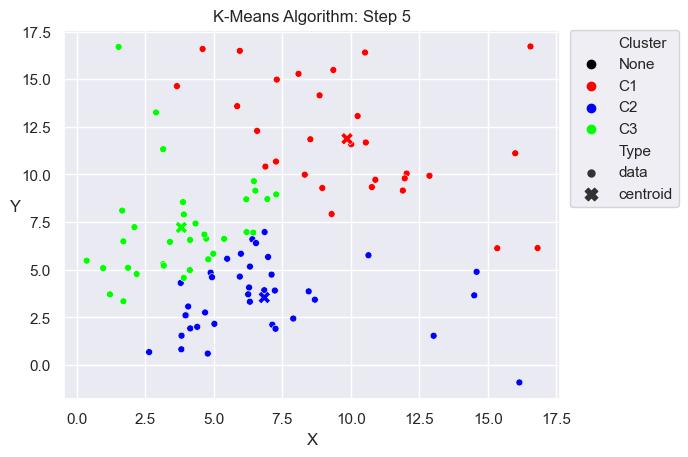 K-Means Algorithm: Step 5
17.5
15.0
12.5
10.0
7.5
5.0
2.5
0.0
Y
0.0 2.5 5.0 7.5 10.0 12.5 15.0 17.5
X
Cluster
None
C1
C2
C3
Type
data
centroid